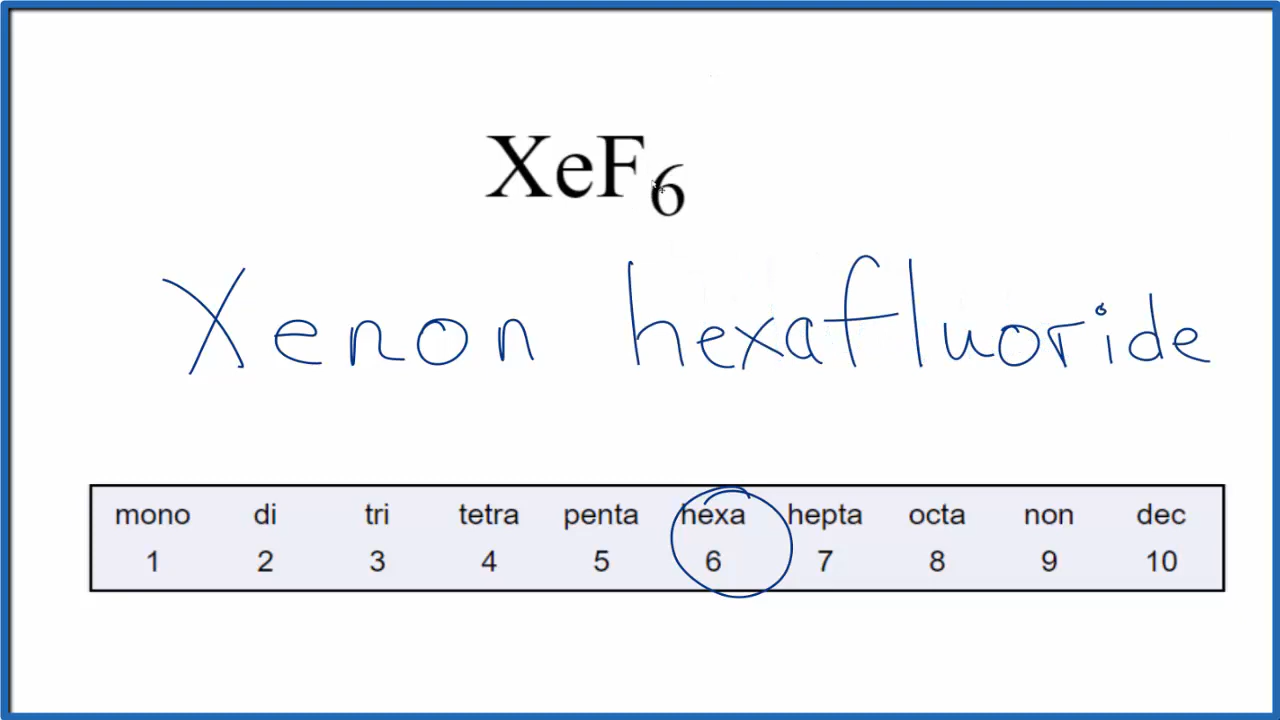 XeF6
Xenon hexafluoride
mono di tri tetra penta hexa hepta octa non dec
1 2 3 4 5 6 7 8 9 10